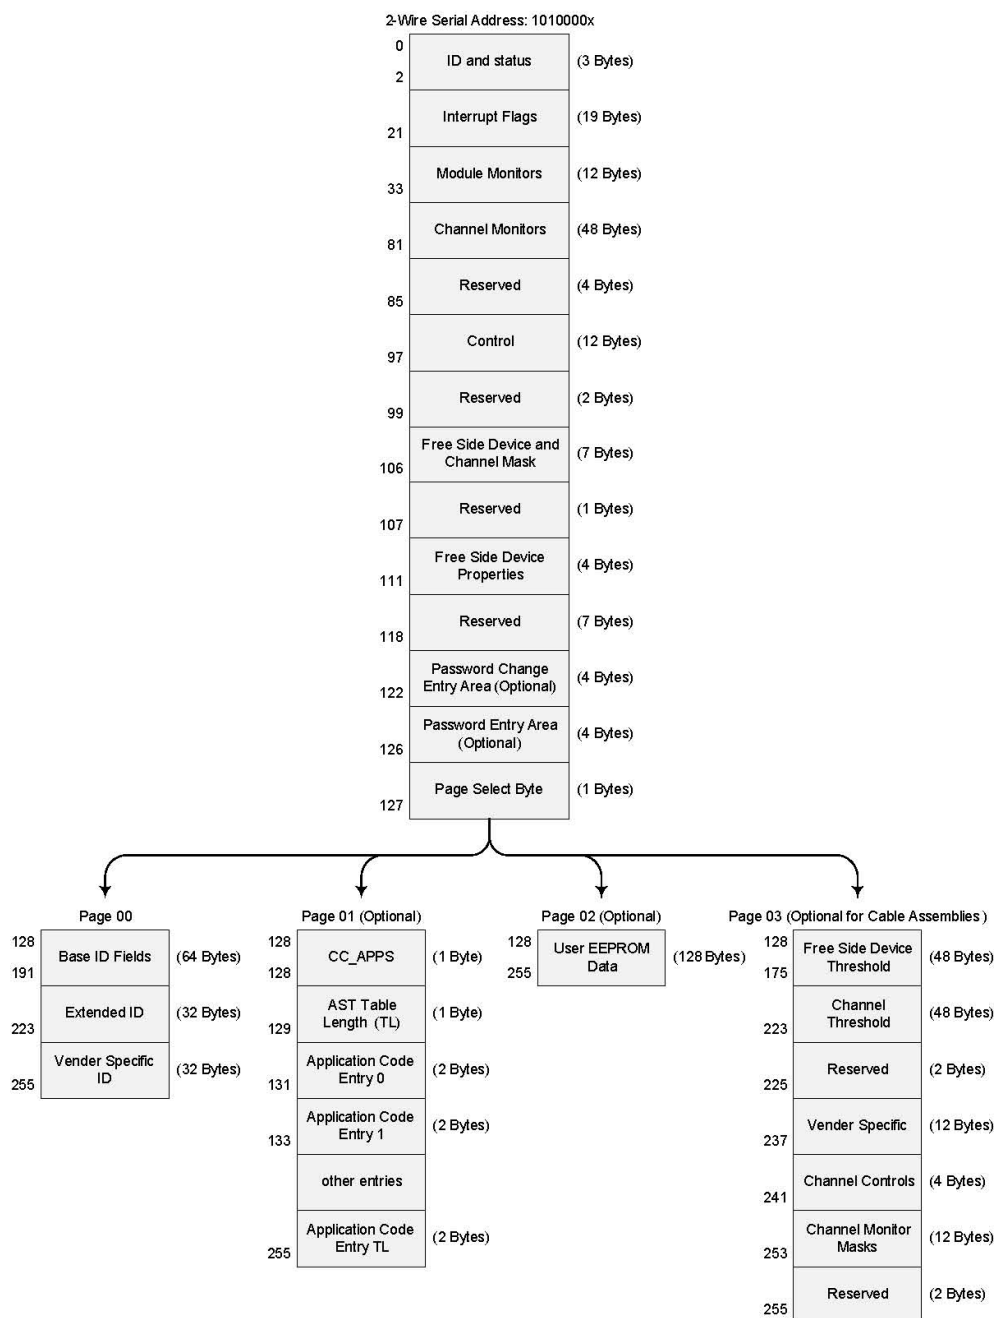 2-Wire Serial Address: 1010000x
0
ID and status (3 Bytes)
2
Interrupt Flags (19 Bytes)
21
Module Monitors (12 Bytes)
33
Channel Monitors (48 Bytes)
81
Reserved (4 Bytes)
85
Control (12 Bytes)
97
Reserved (2 Bytes)
99
Free Side Device and
Channel Mask (7 Bytes)
106
Reserved (1 Bytes)
107
Free Side Device
Properties (4 Bytes)
111
Reserved (7 Bytes)
118
Password Change
Entry Area (Optional) (4 Bytes)
122
Password Entry Area
(Optional) (4 Bytes)
126
Page Select Byte (1 Bytes)
127
Page 00
128
Base ID Fields (64 Bytes)
191
Extended ID (32 Bytes)
223
Vender Specific
ID (32 Bytes)
255
Page 01 (Optional)
128
CC_APPS (1 Byte)
128
AST Table
Length (TL) (1 Byte)
129
Application Code
Entry 0 (2 Bytes)
131
Application Code
Entry 1 (2 Bytes)
133
other entries
Application Code
Entry TL (2 Bytes)
255
Page 02 (Optional)
128
User EEPROM
Data (128 Bytes)
255
Page 03 (Optional for Cable Assemblies )
128
Free Side Device
Threshold (48 Bytes)
175
Channel
Threshold (48 Bytes)
223
Reserved (2 Bytes)
225
Vender Specific (12 Bytes)
237
Channel Controls (4 Bytes)
241
Channel Monitor
Masks (12 Bytes)
253
Reserved (2 Bytes)
255